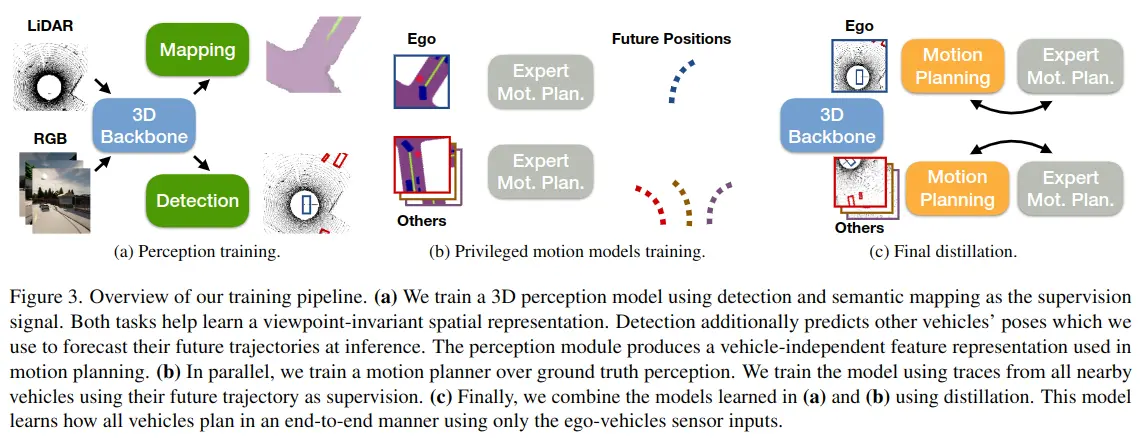 LiDAR
Mapping
3D
Backbone
RGB
Detection
(a) Perception training.
Ego
Future Positions
Expert
Mot. Plan.
Expert
Mot. Plan.
Others
(b) Privileged motion models training.
Ego
Motion
Planning
Expert
Mot. Plan.
3D
Backbone
Motion
Planning
Expert
Mot. Plan.
Others
(c) Final distillation.
Figure 3. Overview of our training pipeline. (a) We train a 3D perception model using detection and semantic mapping as the supervision
signal. Both tasks help learn a viewpoint-invariant spatial representation. Detection additionally predicts other vehicles' poses which we
use to forecast their future trajectories at inference. The perception module produces a vehicle-independent feature representation used in
motion planning. (b) In parallel, we train a motion planner over ground truth perception. We train the model using traces from all nearby
vehicles using their future trajectory as supervision. (c) Finally, we combine the models learned in (a) and (b) using distillation. This model
learns how all vehicles plan in an end-to-end manner using only the ego-vehicles sensor inputs.